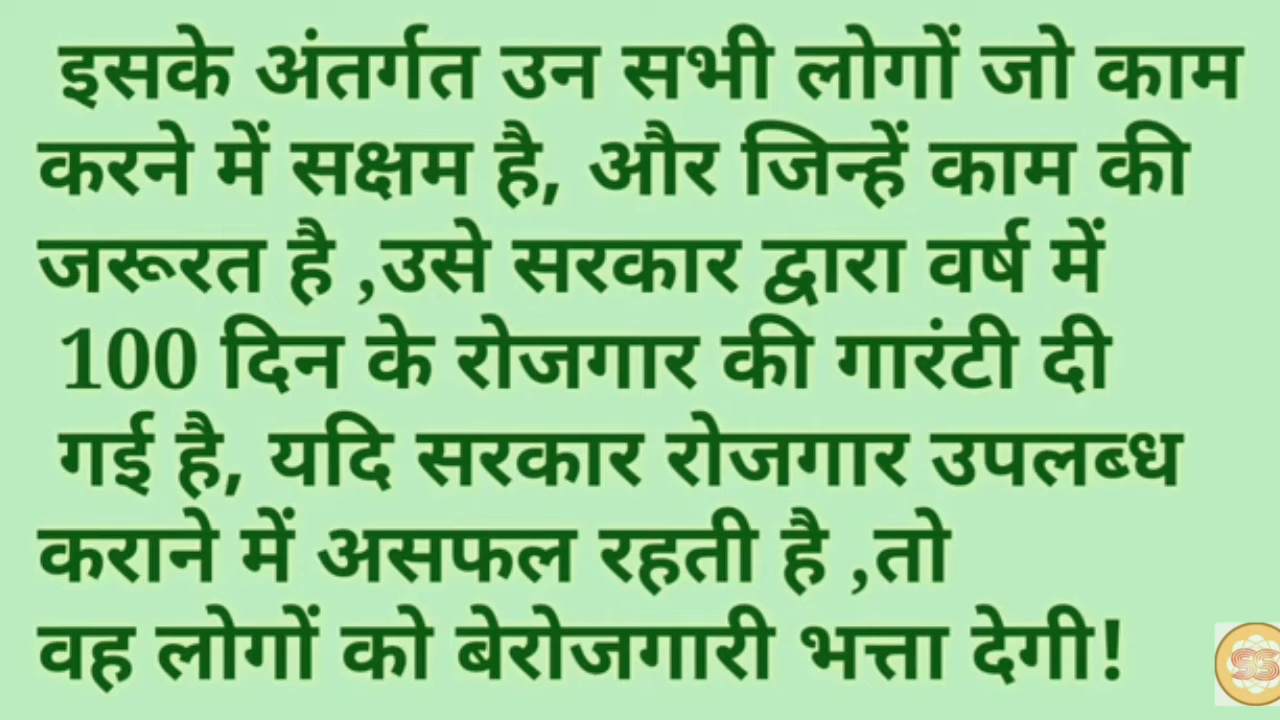 इसके अंतर्गत उन सभी लोगों जो काम
करने में सक्षम है, और जिन्हें काम की
जरूरत है ,उसे सरकार द्वारा वर्ष में
100 दिन के रोजगार की गारंटी दी
गई है, यदि सरकार रोजगार उपलब्ध
कराने में असफल रहती है ,तो
वह लोगों को बेरोजगारी भत्ता देगी!
SS